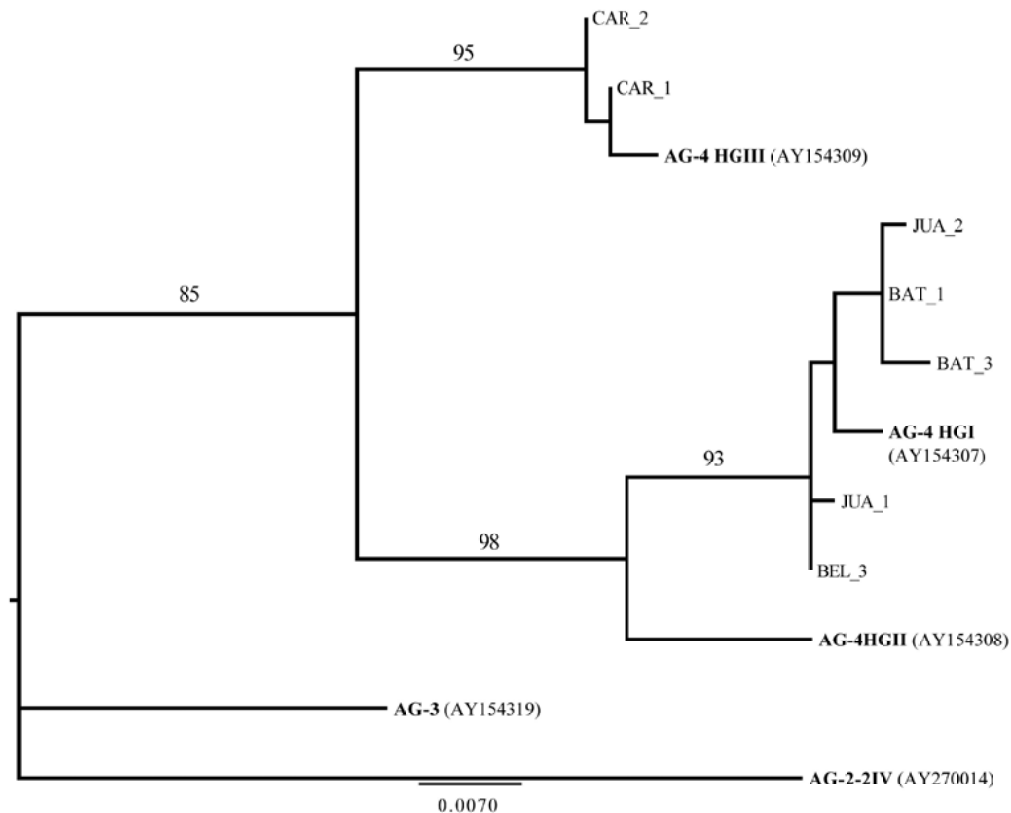 CAR_2
95
CAR_1
AG-4 HGIII (AY154309)
JUA_2
85
BAT_1
BAT_3
AG-4 HGI
(AY154307)
93
JUA_1
98
BEL_3
AG-4HGII (AY154308)
AG-3 (AY154319)
AG-2-2IV (AY270014)
0.0070